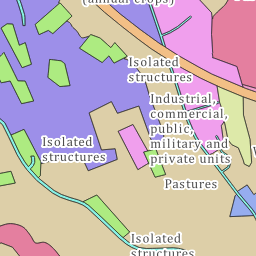 (annual crops)
Isolated
structures
Industrial,
commercial,
public,
military and
private units
Isolated
structures
Pastures
Isolated
structures